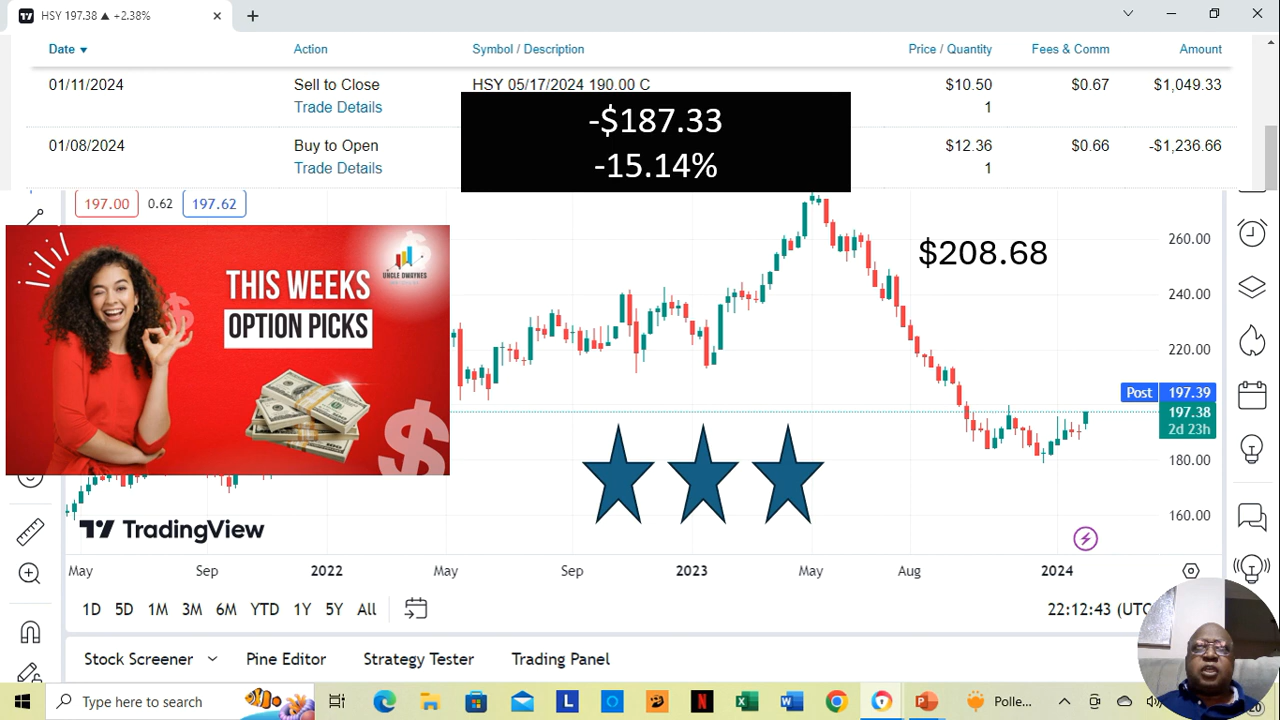 HSY 197.38 ▲ +2.38%
Date ▼ Action Symbol / Description Price / Quantity Fees & Comm Amount
01/11/2024 Sell to Close HSY 05/17/2024 190.00 C $10.50 $0.67 $1,049.33
Trade Details 1
-$187.33
01/08/2024 Buy to Open $12.36 $0.66 -$1,236.66
Trade Details 1
-15.14%
197.00 0.62 197.62
260.00
$208.68
THIS WEEKS
OPTION PICKS
UNCLE DWAYNES
240.00
220.00
Post 197.39
197.38
2d 23h
180.00
160.00
TradingView
May Sep 2022 May Sep 2023 May Aug 2024
1D 5D 1M 3M 6M YTD 1Y 5Y All 22:12:43 (UTC
Stock Screener Pine Editor Strategy Tester Trading Panel
Type here to search Polle...